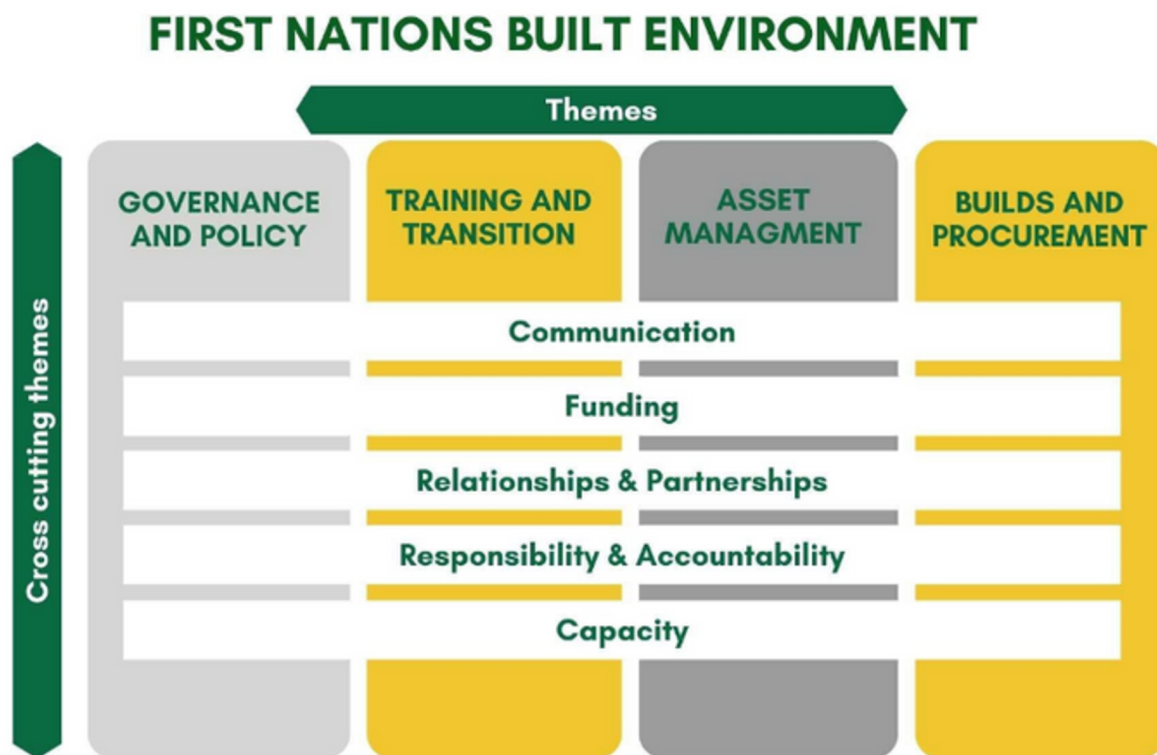 FIRST NATIONS BUILT ENVIRONMENT
Themes
GOVERNANCE
AND POLICY
TRAINING AND
TRANSITION
ASSET
MANAGMENT
BUILDS AND
PROCUREMENT
Cross cutting themes
Communication
Funding
Relationships & Partnerships
Responsibility & Accountability
Capacity